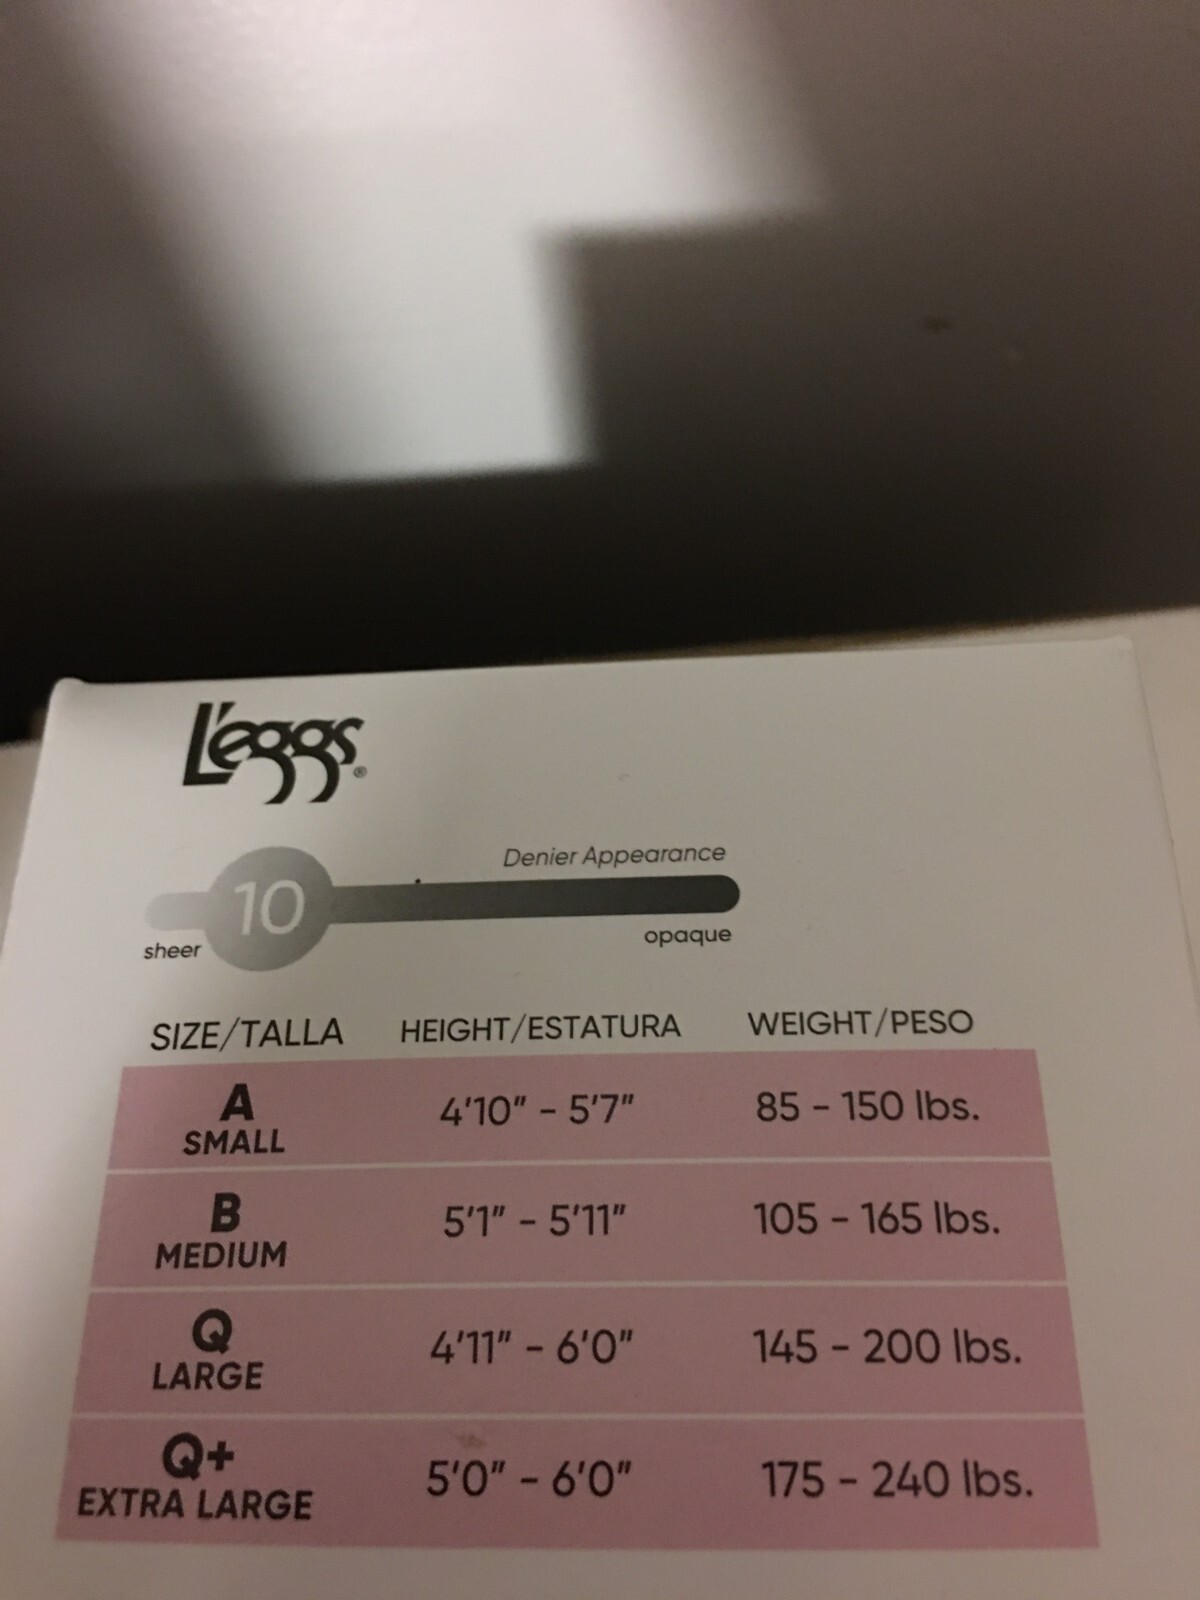 L'eggs®
Denier Appearance
10
sheer opaque
SIZE/TALLA HEIGHT/ESTATURA WEIGHT/PESO
A 4'10" - 5'7" 85 - 150 lbs.
SMALL
B 5'1" - 5'11" 105 - 165 lbs.
MEDIUM
Q 4'11" - 6'0" 145 - 200 lbs.
LARGE
Q+ 5'0" - 6'0" 175 - 240 lbs.
EXTRA LARGE